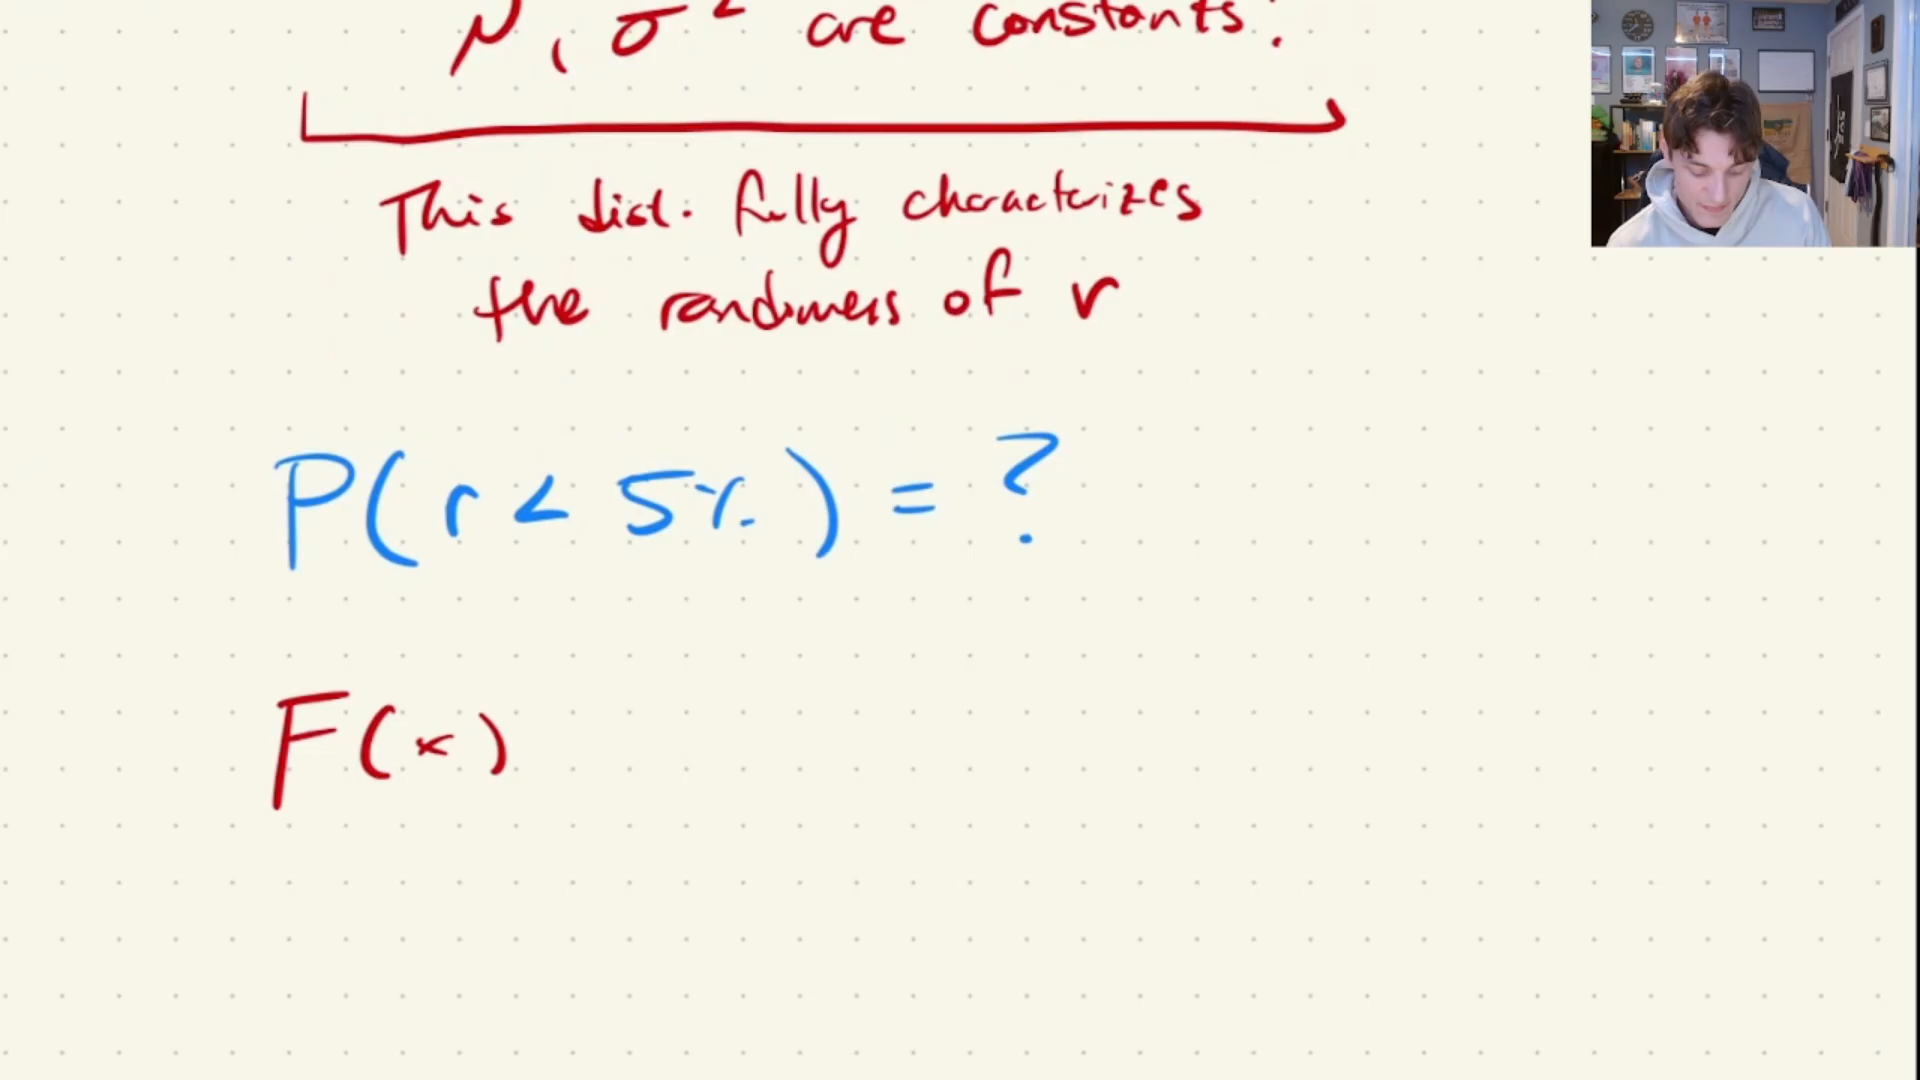 μ, σ² are constants.
This dist. fully characterizes
the randomness of r
P(r < 5%) = ?
F(x)